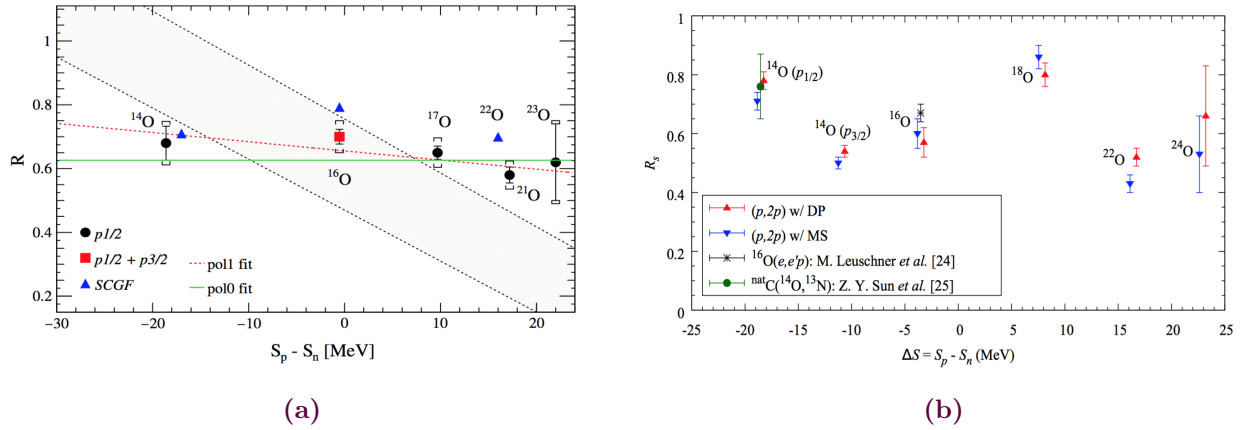 1
0.8
0.6
0.4
0.2
R
¹⁴O
¹⁶O
¹⁷O
²¹O
²²O
²³O
p1/2
p1/2 + p3/2
SCGF
pol1 fit
pol0 fit
−30 −20 −10 0 10 20
Sₚ - Sₙ [MeV]
(a)
1
0.8
0.6
0.4
0.2
0
Rₛ
¹⁴O (p₁/₂)
¹⁴O (p₃/₂)
¹⁶O
¹⁸O
²²O
²⁴O
(p,2p) w/ DP
(p,2p) w/ MS
¹⁶O(e,e'p): M. Leuschner et al. [24]
ⁿᵃᵗC(¹⁴O,¹³N): Z. Y. Sun et al. [25]
-25 -20 -15 -10 -5 0 5 10 15 20 25
ΔS = Sₚ - Sₙ (MeV)
(b)